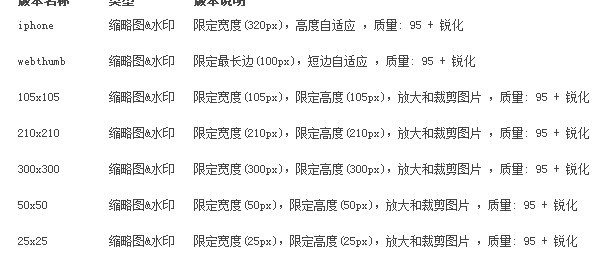 版本名称 类型 版本说明
iphone 缩略图&水印 限定宽度(320px)，高度自适应 ，质量: 95 + 锐化
webthumb 缩略图&水印 限定最长边(100px)，短边自适应 ，质量: 95 + 锐化
105x105 缩略图&水印 限定宽度(105px)，限定高度(105px)，放大和裁剪图片 ，质量: 95 + 锐化
210x210 缩略图&水印 限定宽度(210px)，限定高度(210px)，放大和裁剪图片 ，质量: 95 + 锐化
300x300 缩略图&水印 限定宽度(300px)，限定高度(300px)，放大和裁剪图片 ，质量: 95 + 锐化
50x50 缩略图&水印 限定宽度(50px)，限定高度(50px)，放大和裁剪图片 ，质量: 95 + 锐化
25x25 缩略图&水印 限定宽度(25px)，限定高度(25px)，放大和裁剪图片 ，质量: 95 + 锐化